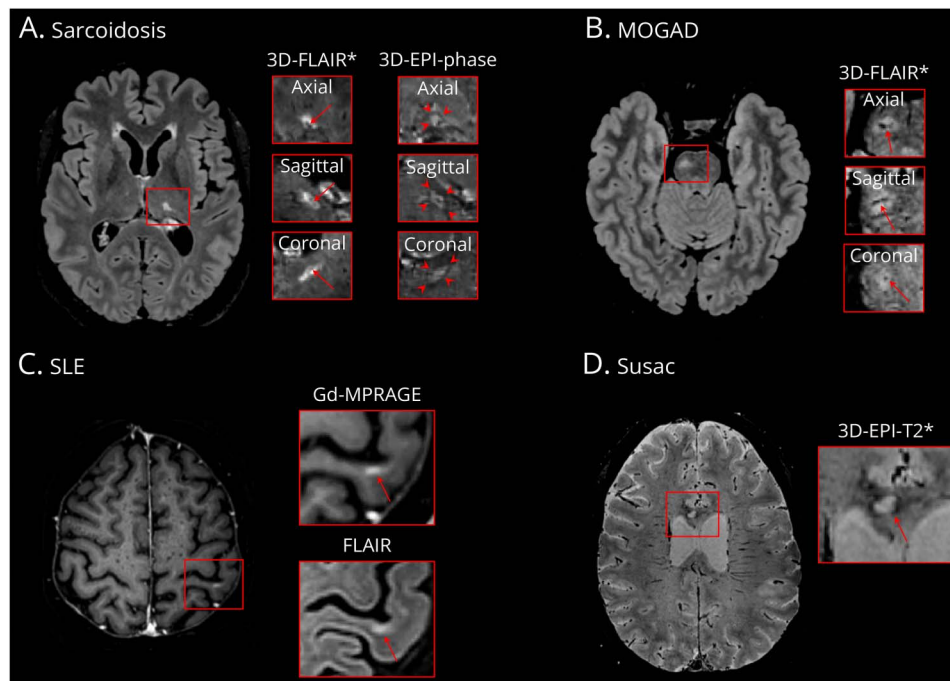 A. Sarcoidosis
3D-FLAIR*
3D-EPI-phase
Axial
Axial
Sagittal
Sagittal
Coronal
Coronal
B. MOGAD
3D-FLAIR*
Axial
Sagittal
Coronal
C. SLE
Gd-MPRAGE
FLAIR
D. Susac
3D-EPI-T2*